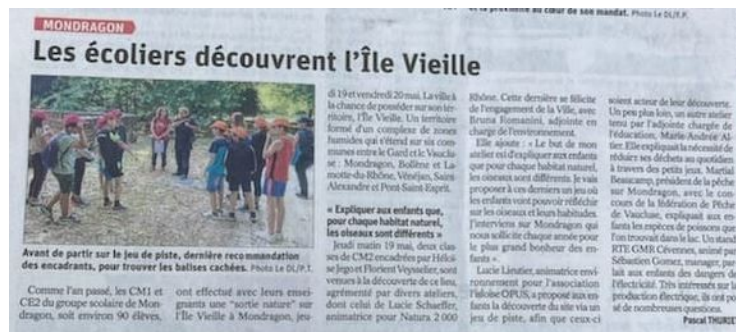 et la proximité au cœur de son mandat. Photo Le DL/P.T.
MONDRAGON
Les écoliers découvrent l'Île Vieille
Avant de partir sur le jeu de piste, dernière recommandation
des encadrants, pour trouver les balises cachées. Photo Le DL/P.T.
Comme l'an passé, les CM1 et
CE2 du groupe scolaire de Mon-
dragon, soit environ 90 élèves,
ont effectué avec leurs ensei-
gnants une "sortie nature" sur
l'Île Vieille à Mondragon, jeu-
di 19 et vendredi 20 mai. La ville a
la chance de posséder sur son ter-
ritoire, l'Île Vieille. Un territoire
formé d'un complexe de zones
humides qui s'étend sur six com-
munes entre le Gard et le Vauclu-
se : Mondragon, Bollène et La-
motte-du-Rhône, Vénéjan, Saint-
Alexandre et Pont-Saint-Esprit.
« Expliquer aux enfants que,
pour chaque habitat naturel,
les oiseaux sont différents »
Jeudi matin 19 mai, deux clas-
ses de CM2 encadrées par Héloï-
se Jego et Florient Veysselier, sont
venues à la découverte de ce lieu,
agrémenté par divers ateliers,
dont celui de Lucie Schaeffer,
animatrice pour Natura 2 000
Rhône. Cette dernière se félicite
de l'engagement de la Ville, avec
Bruna Romanini, adjointe en
charge de l'environnement.
Elle ajoute : « Le but de mon
atelier est d'expliquer aux enfants
que pour chaque habitat naturel,
les oiseaux sont différents. Je vais
proposer à ces derniers un jeu où
les enfants vont pouvoir réfléchir
sur les oiseaux et leurs habitudes.
J'interviens sur Mondragon qui
nous sollicite chaque année pour
le plus grand bonheur des en-
fants ».
Lucie Lieutier, animatrice envi-
ronnement pour l'association
l'aloise OPUS, a proposé aux en-
fants la découverte du site via un
jeu de piste, afin que ceux-ci
soient acteur de leur découverte.
Un peu plus loin, un autre atelier
tenu par l'adjointe chargée de
l'éducation, Marie-Andrée Al-
tier. Elle expliquait la nécessité de
réduire ses déchets au quotidien
à travers des petits jeux. Martial
Beaucamp, président de la pêche
sur Mondragon, avec le con-
cours de la fédération de Pêche
de Vaucluse, expliquait aux en-
fants les espèces de poissons que
l'on trouvait dans le lac. Un stand
RTE GMR Cévennes, animé par
Sébastien Gomez, manager, par-
lait aux enfants des dangers de
l'électricité. Très intéressés sur la
production électrique, ils ont po-
sé de nombreuses questions.
Pascal THURIET